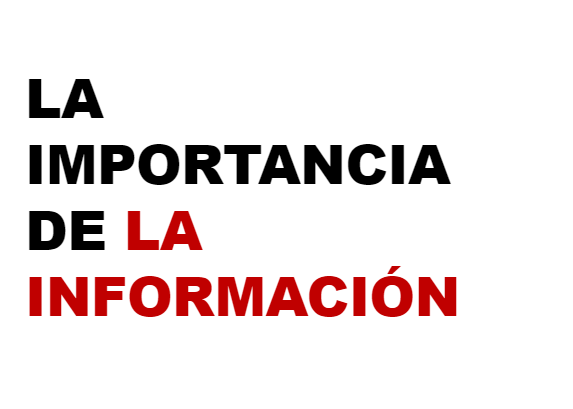 LA
IMPORTANCIA
DE LA
INFORMACIÓN